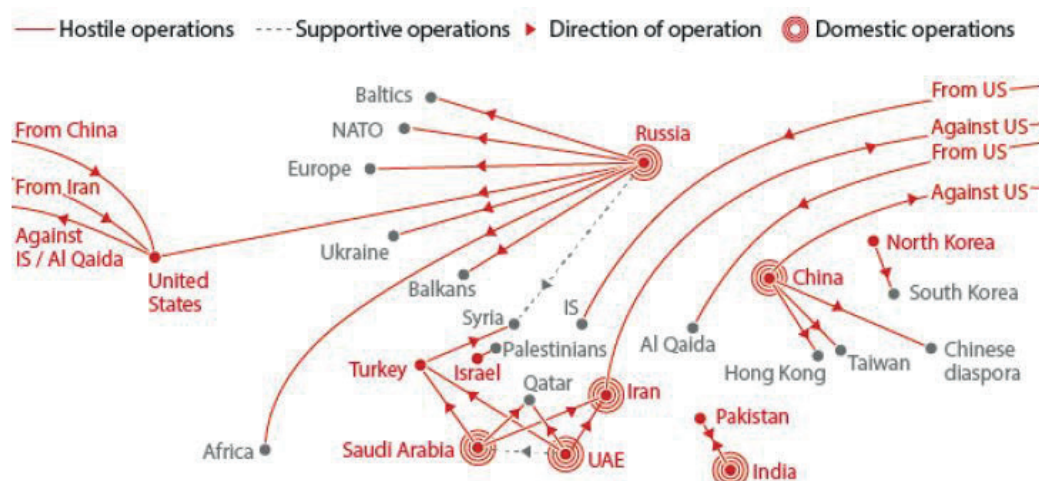 Hostile operations Supportive operations Direction of operation Domestic operations
From China
From Iran
Against
IS / Al Qaida
United
States
Baltics
NATO
Europe
Ukraine
Balkans
Russia
From US
Against US
From US
Against US
North Korea
South Korea
China
Syria
IS
Palestinians
Al Qaida
Hong Kong
Taiwan
Chinese
diaspora
Turkey
Israel
Qatar
Iran
Pakistan
Africa
Saudi Arabia
UAE
India